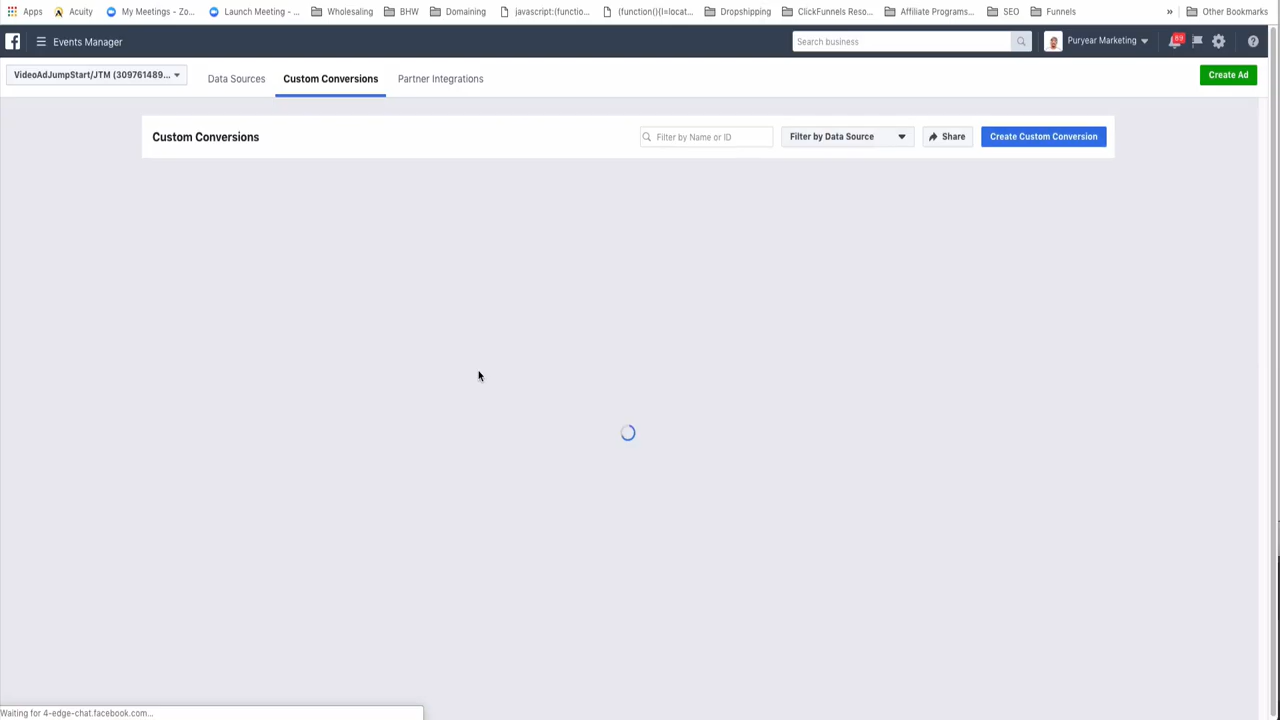 Apps Acuity My Meetings - Zo... Launch Meeting - ... Wholesaling BHW Domaining javascript:(functio... (function(){l=locat... Dropshipping ClickFunnels Reso... Affiliate Programs... SEO Funnels » Other Bookmarks
Events Manager Search business Puryear Marketing 89
VideoAdJumpStart/JTM (309761489... Data Sources Custom Conversions Partner Integrations Create Ad
Custom Conversions Filter by Name or ID Filter by Data Source Share Create Custom Conversion
Waiting for 4-edge-chat.facebook.com...